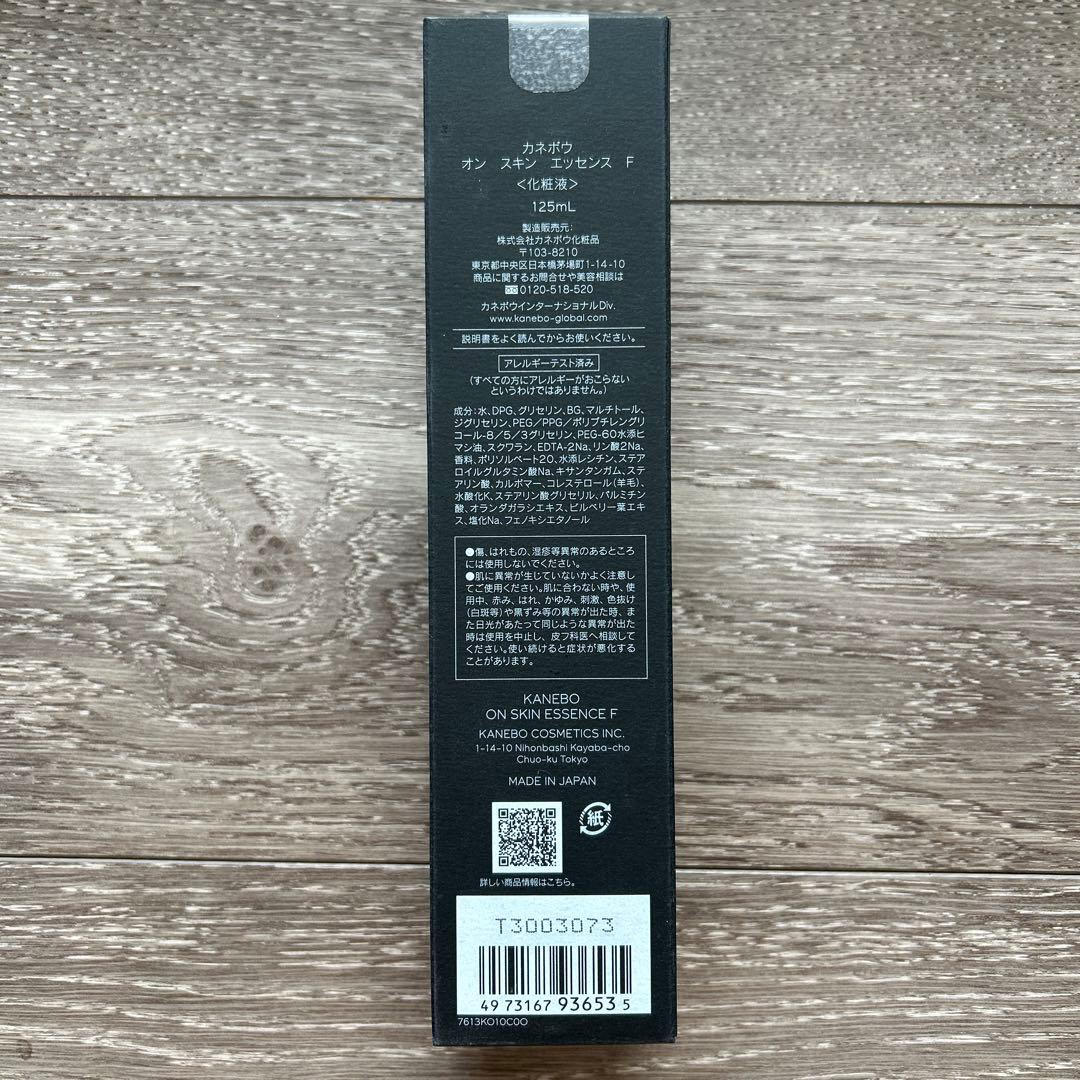 カネボウ
オン スキン エッセンス F
＜化粧液＞
125mL
製造販売元:
株式会社カネボウ化粧品
〒103-8210
東京都中央区日本橋茅場町1-14-10
商品に関するお問合せや美容相談は
0120-518-520
カネボウインターナショナルDiv.
www.kanebo-global.com
説明書をよく読んでからお使いください。
アレルギーテスト済み
(すべての方にアレルギーがおこらない
というわけではありません。)
成分:水、DPG、グリセリン、BG、マルチトール、
ジグリセリン、PEG／PPG／ポリブチレングリ
コール-8／5／3グリセリン、PEG-60水添ヒ
マシ油、スクワラン、EDTA-2Na、リン酸2Na、
香料、ポリソルベート20、水添レシチン、ステア
ロイルグルタミン酸Na、キサンタンガム、ステ
アリン酸、カルボマー、コレステロール(羊毛)、
水酸化K、ステアリン酸グリセリル、パルミチン
酸、オランダガラシエキス、ビルベリー葉エキ
ス、塩化Na、フェノキシエタノール
●傷、はれもの、湿疹等異常のあるところ
には使用しないでください。
●肌に異常が生じていないかよく注意し
てご使用ください。肌に合わない時や、使
用中、赤み、はれ、かゆみ、刺激、色抜け
(白斑等)や黒ずみ等の異常が出た時、ま
た日光があたって同じような異常が出た
時は使用を中止し、皮フ科医へ相談して
ください。使い続けると症状が悪化する
ことがあります。
KANEBO
ON SKIN ESSENCE F
KANEBO COSMETICS INC.
1-14-10 Nihonbashi Kayaba-cho
Chuo-ku Tokyo
MADE IN JAPAN
紙
詳しい商品情報はこちら。
T3003073
4973167936535
7613KO10C00